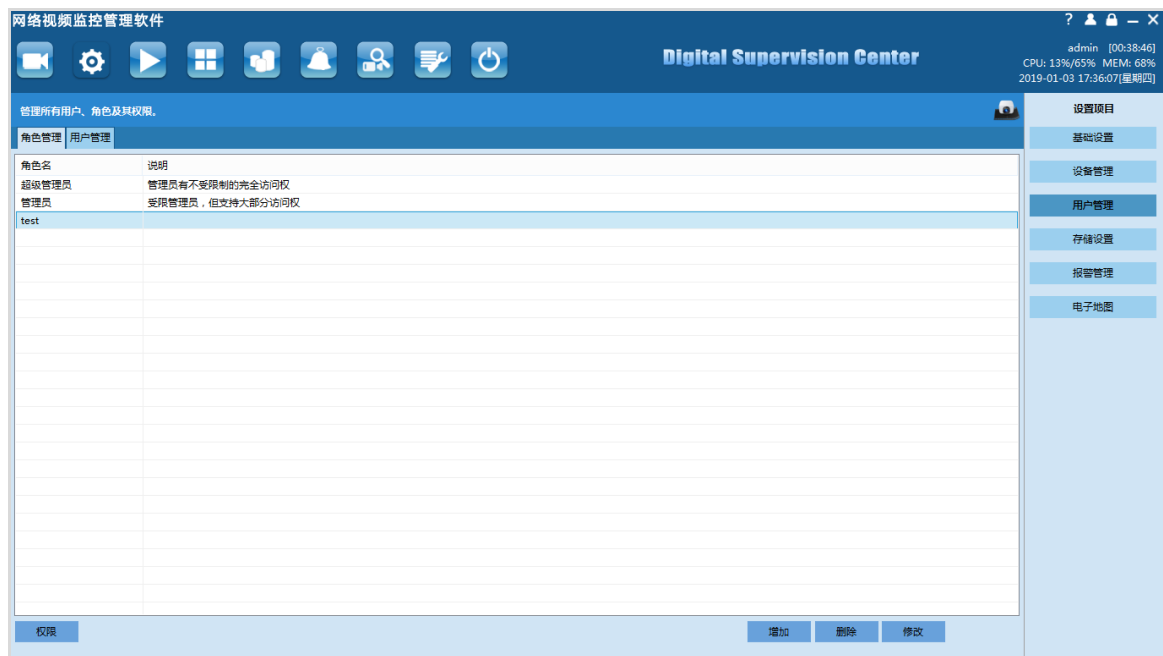 网络视频监控管理软件
?
Digital Supervision Center
admin [00:38:46]
CPU: 13%/65% MEM: 68%
2019-01-03 17:36:07[星期四]
管理所有用户、角色及其权限。
角色管理 用户管理
角色名 说明
超级管理员 管理员有不受限制的完全访问权
管理员 受限管理员，但支持大部分访问权
test
权限 增加 删除 修改
设置项目
基础设置
设备管理
用户管理
存储设置
报警管理
电子地图